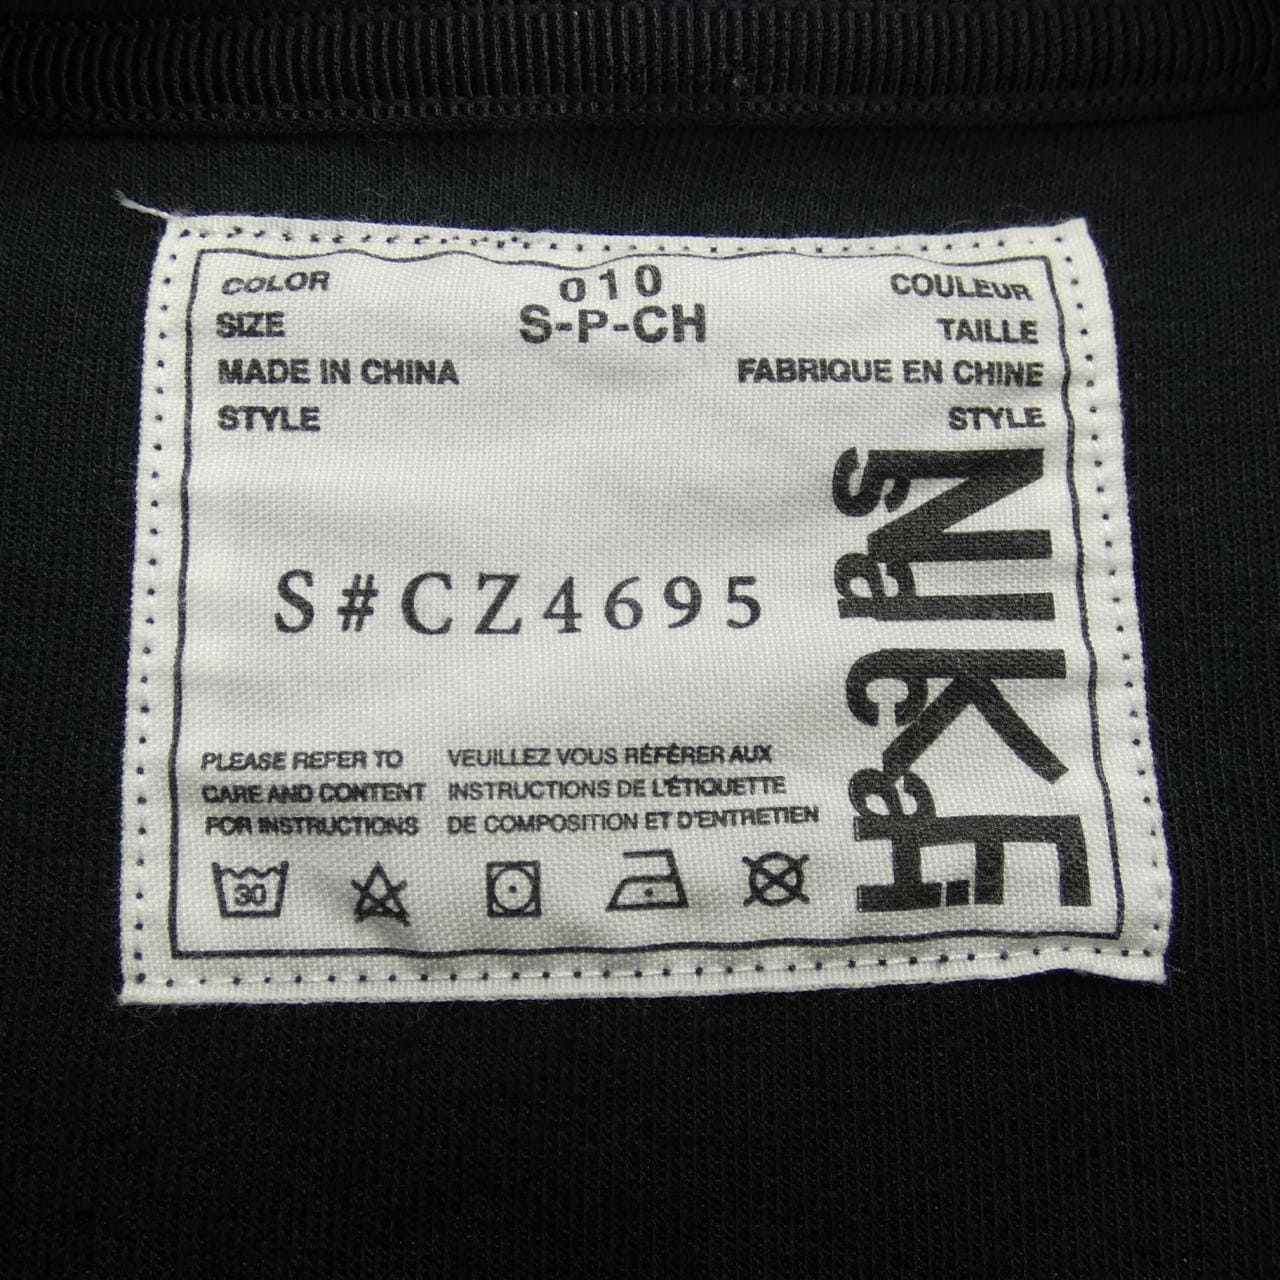 COLOR 010 COULEUR
SIZE S-P-CH TAILLE
MADE IN CHINA FABRIQUE EN CHINE
STYLE STYLE
S#CZ4695
NIKE
sacai
PLEASE REFER TO
CARE AND CONTENT
FOR INSTRUCTIONS
VEUILLEZ VOUS RÉFÉRER AUX
INSTRUCTIONS DE L'ÉTIQUETTE
DE COMPOSITION ET D'ENTRETIEN
30